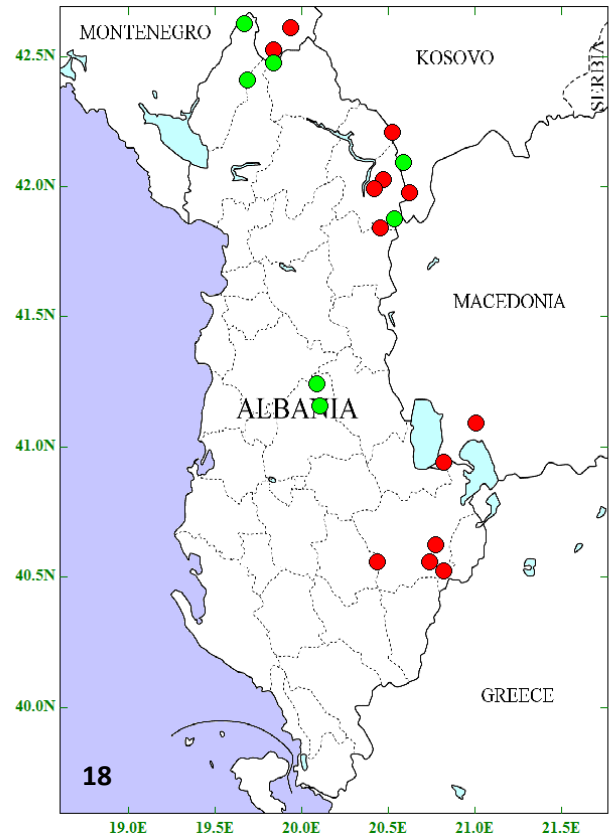 42.5N
MONTENEGRO
KOSOVO
SERBIA
42.0N
41.5N
MACEDONIA
ALBANIA
41.0N
40.5N
40.0N
GREECE
18
19.0E 19.5E 20.0E 20.5E 21.0E 21.5E